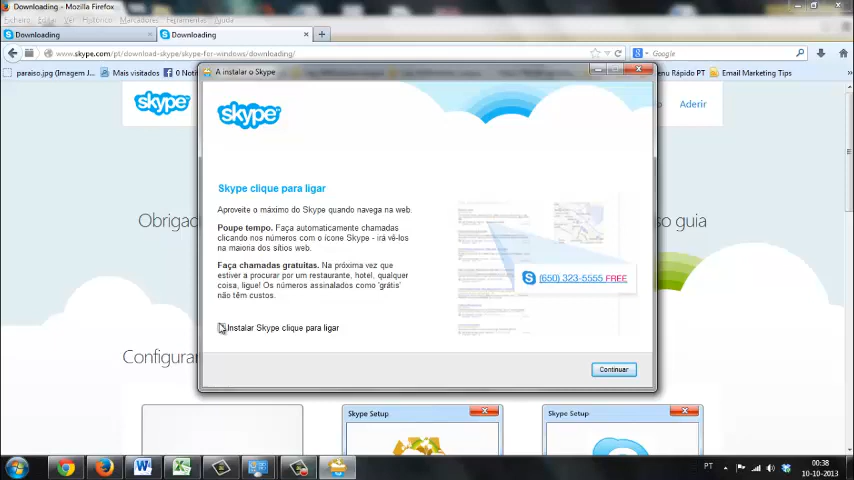 Downloading - Mozilla Firefox
Ficheiro Editar Ver Histórico Marcadores Ferramentas Ajuda
Downloading
Downloading
www.skype.com/pt/download-skype/skype-for-windows/downloading/
Google
paraiso.jpg (Imagem J...
Mais visitados
0 Noti
Menu Rápido PT
Email Marketing Tips
skype
Aderir
A instalar o Skype
skype
Skype clique para ligar
Aproveite o máximo do Skype quando navega na web.
Poupe tempo. Faça automaticamente chamadas
clicando nos números com o ícone Skype - irá vê-los
na maioria dos sítios web.
Faça chamadas gratuitas. Na próxima vez que
estiver a procurar por um restaurante, hotel, qualquer
coisa, ligue! Os números assinalados como 'grátis'
não têm custos.
(650) 323-5555 FREE
Instalar Skype clique para ligar
Continuar
Obrigad
so guia
Configurar
Skype Setup
Skype Setup
PT
00:38
10-10-2013